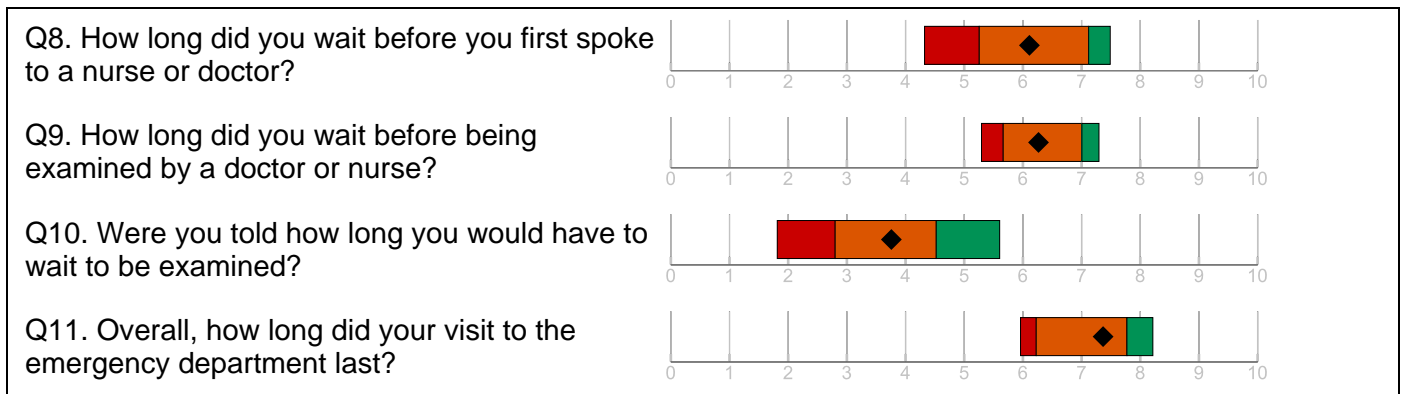 Q8. How long did you wait before you first spoke
to a nurse or doctor?
0 1 2 3 4 5 6 7 8 9 10
Q9. How long did you wait before being
examined by a doctor or nurse?
0 1 2 3 4 5 6 7 8 9 10
Q10. Were you told how long you would have to
wait to be examined?
0 1 2 3 4 5 6 7 8 9 10
Q11. Overall, how long did your visit to the
emergency department last?
0 1 2 3 4 5 6 7 8 9 10